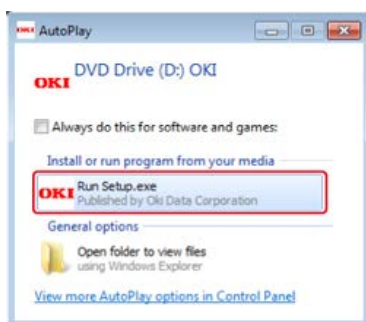 OKI AutoPlay
DVD Drive (D:) OKI
OKI
Always do this for software and games:
Install or run program from your media
OKI Run Setup.exe
Published by Oki Data Corporation
General options
Open folder to view files
using Windows Explorer
View more AutoPlay options in Control Panel